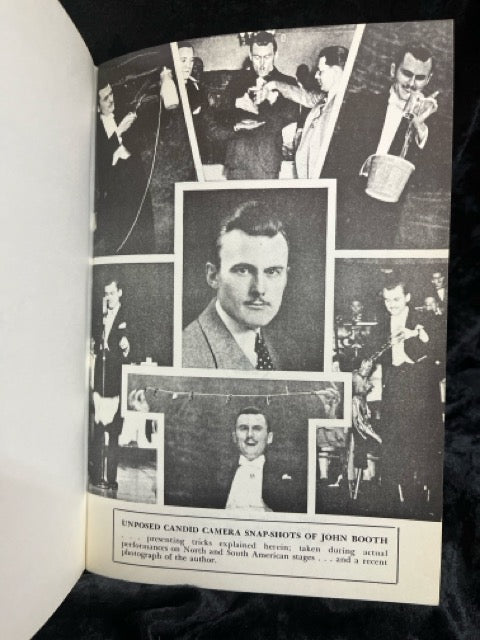 UNPOSED CANDID CAMERA SNAP-SHOTS OF JOHN BOOTH
. . . presenting tricks explained herein; taken during actual
performances on North and South American stages . . . and a recent
photograph of the author.